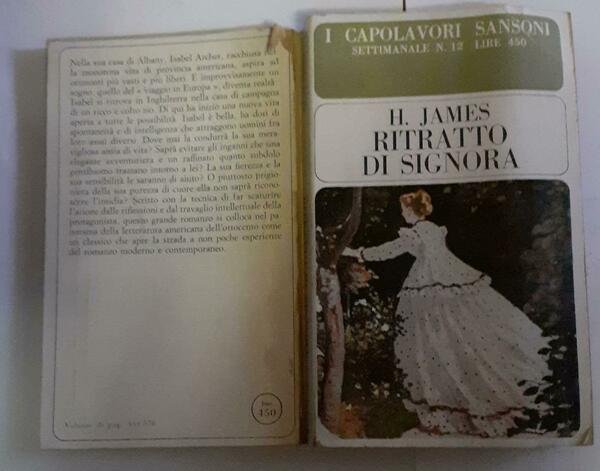 Nella sua casa di Albany, Isabel Archer, racchiusa nel-
la monotona vita di provincia americana, aspira ad
orizzonti più vasti e più liberi. E improvvisamente un
sogno, quello del « viaggio in Europa », diventa realtà.
Isabel si ritrova in Inghilterra nella casa di campagna
di un ricco e colto zio. Di qui ha inizio una nuova vita
aperta a tutte le possibilità. Isabel è bella, ha doti di
spontaneità e di intelligenza che attraggono uomini fra
loro assai diversi. Dove mai la condurrà la sua mera-
vigliosa ansia di vita? Saprà evitare gli inganni che una
elegante avventuriera e un raffinato quanto subdolo
gentiluomo tramano intorno a lei? La sua fierezza e la
sua sensibilità le saranno di aiuto? O piuttosto prigio-
niera della sua purezza di cuore ella non saprà ricono-
scere l'insidia? Scritto con la tecnica di far scaturire
l'azione dalle riflessioni e dal travaglio intellettuale della
protagonista, questo grande romanzo si colloca nel pa-
norama della letteratura americana dell'ottocento come
un classico che apre la strada a non poche esperienze
del romanzo moderno e contemporaneo.
Volume di pag.
Lire
450
I CAPOLAVORI SANSONI
SETTIMANALE N. 12 LIRE 450
H. JAMES
RITRATTO
DI SIGNORA